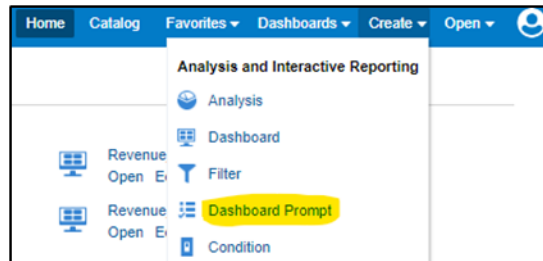 Home Catalog Favorites Dashboards Create Open
Analysis and Interactive Reporting
Analysis
Dashboard
Revenue
Open
Filter
Revenue
Dashboard Prompt
Open
Condition